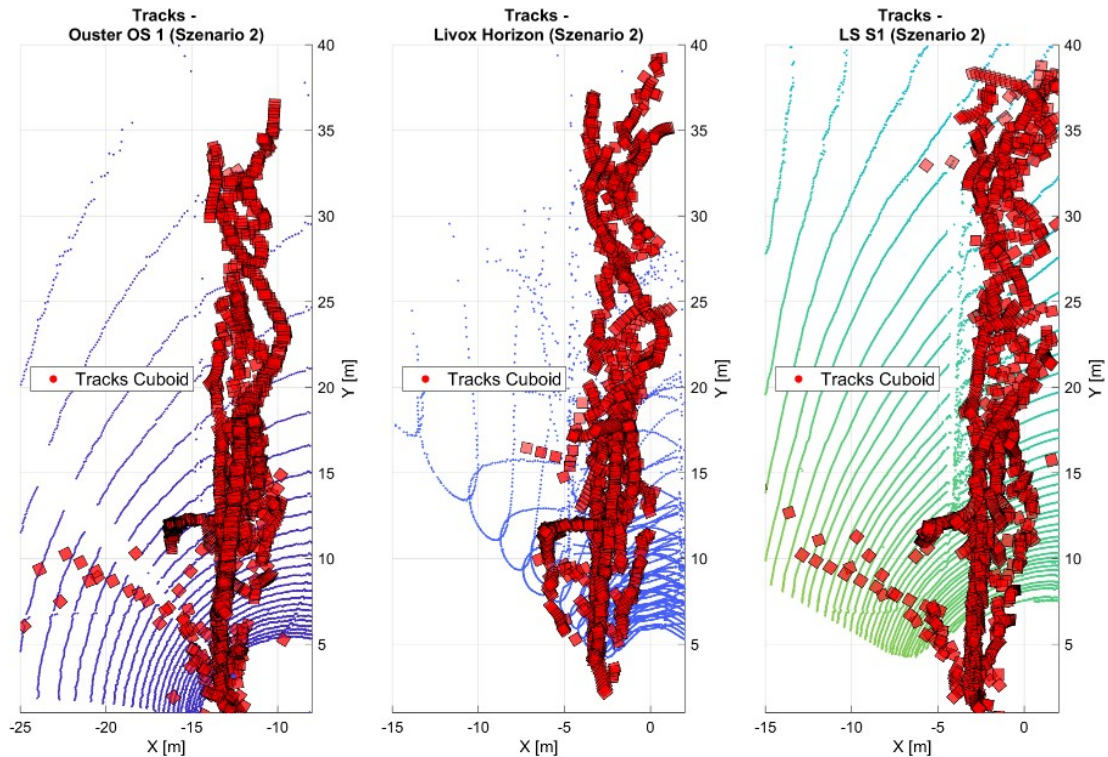 Tracks -
Ouster OS 1 (Szenario 2)
40
35
30
25
20
15
10
5
Y [m]
Tracks Cuboid
-25
-20
-15
-10
X [m]
Tracks -
Livox Horizon (Szenario 2)
40
35
30
25
20
15
10
5
Y [m]
Tracks Cuboid
-15
-10
-5
0
X [m]
Tracks -
LS S1 (Szenario 2)
40
35
30
25
20
15
10
5
Y [m]
Tracks Cuboid
-15
-10
-5
0
X [m]